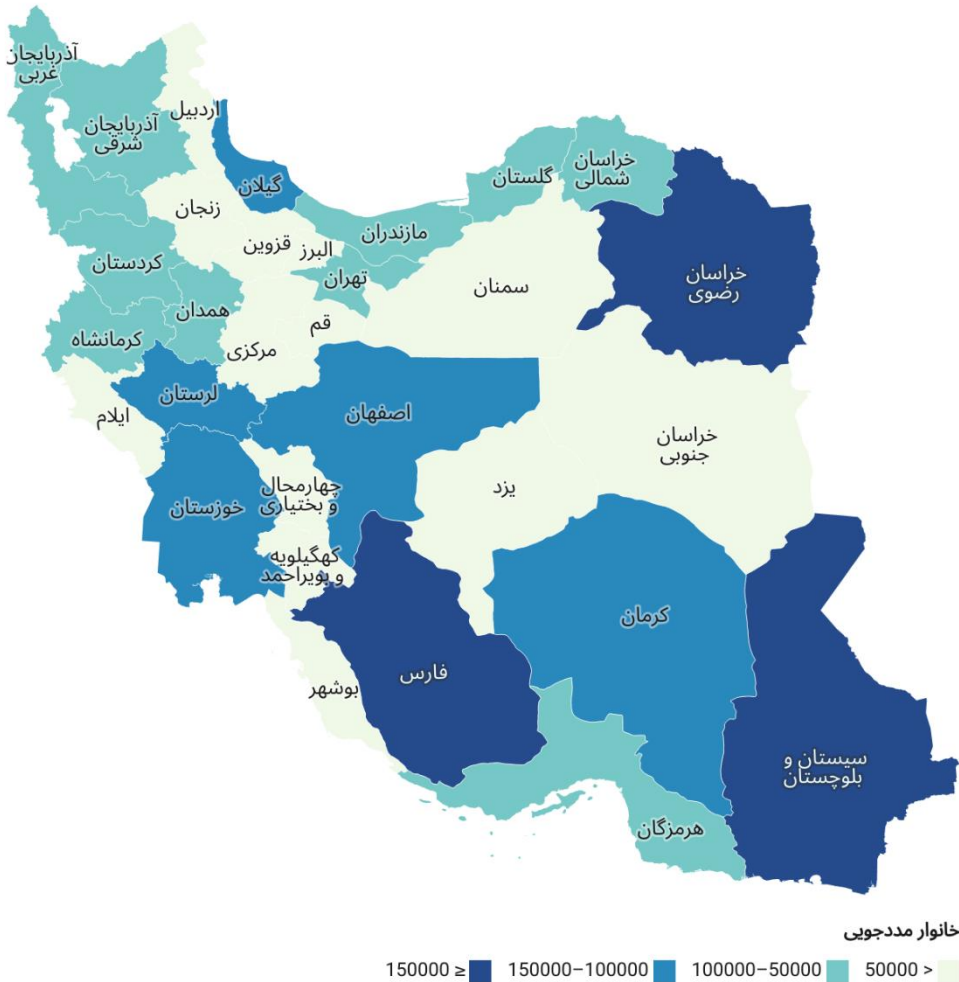 آذربایجان
غربی
اردبیل
آذربایجان
شرقی
گیلان
خراسان
شمالی
گلستان
زنجان
مازندران
قزوین
البرز
کردستان
تهران
خراسان
رضوی
سمنان
همدان
قم
کرمانشاه
مرکزی
لرستان
اصفهان
ایلام
خراسان
جنوبی
چهارمحال
و بختیاری
یزد
خوزستان
کهگیلویه
و بویراحمد
کرمان
فارس
بوشهر
سیستان و
بلوچستان
هرمزگان
خانوار مددجویی
< 50000
50000–100000
100000–150000
≥ 150000